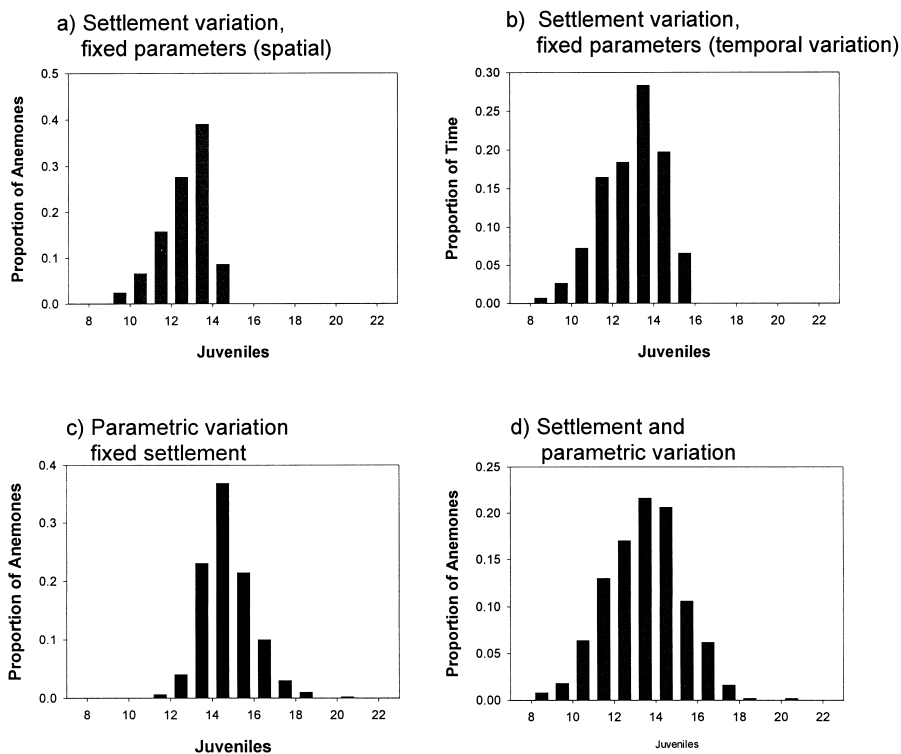 a) Settlement variation,
fixed parameters (spatial)
0.5
0.4
0.3
0.2
0.1
0.0
Proportion of Anemones
8 10 12 14 16 18 20 22
Juveniles
b) Settlement variation,
fixed parameters (temporal variation)
0.30
0.25
0.20
0.15
0.10
0.05
0.00
Proportion of Time
8 10 12 14 16 18 20 22
Juveniles
c) Parametric variation
fixed settlement
0.4
0.3
0.2
0.1
0.0
Proportion of Anemones
8 10 12 14 16 18 20 22
Juveniles
d) Settlement and
parametric variation
0.25
0.20
0.15
0.10
0.05
0.00
Proportion of Anemones
8 10 12 14 16 18 20 22
Juveniles